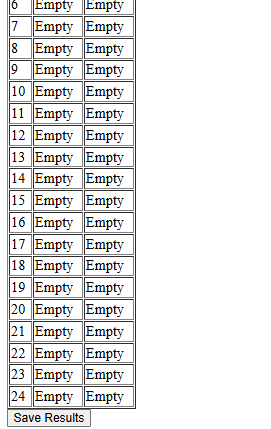 6 Empty Empty
7 Empty Empty
8 Empty Empty
9 Empty Empty
10 Empty Empty
11 Empty Empty
12 Empty Empty
13 Empty Empty
14 Empty Empty
15 Empty Empty
16 Empty Empty
17 Empty Empty
18 Empty Empty
19 Empty Empty
20 Empty Empty
21 Empty Empty
22 Empty Empty
23 Empty Empty
24 Empty Empty
Save Results